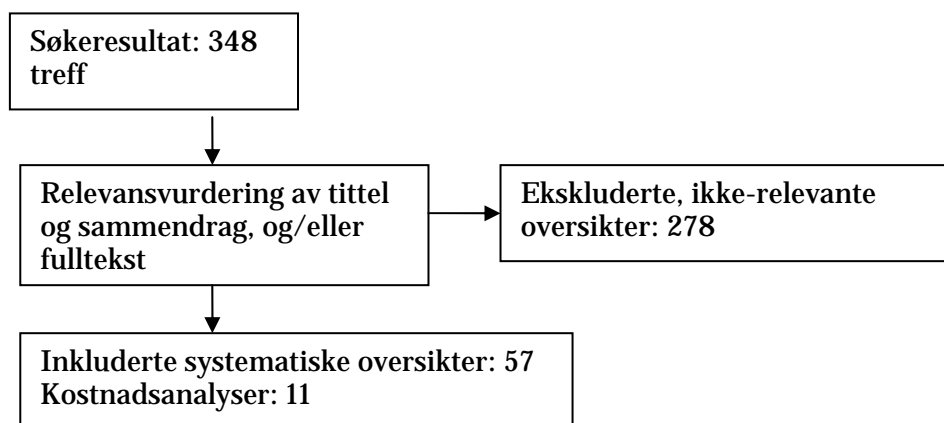 Søkeresultat: 348
treff
Relevansvurdering av tittel
og sammendrag, og/eller
fulltekst
Ekskluderte, ikke-relevante
oversikter: 278
Inkluderte systematiske oversikter: 57
Kostnadsanalyser: 11